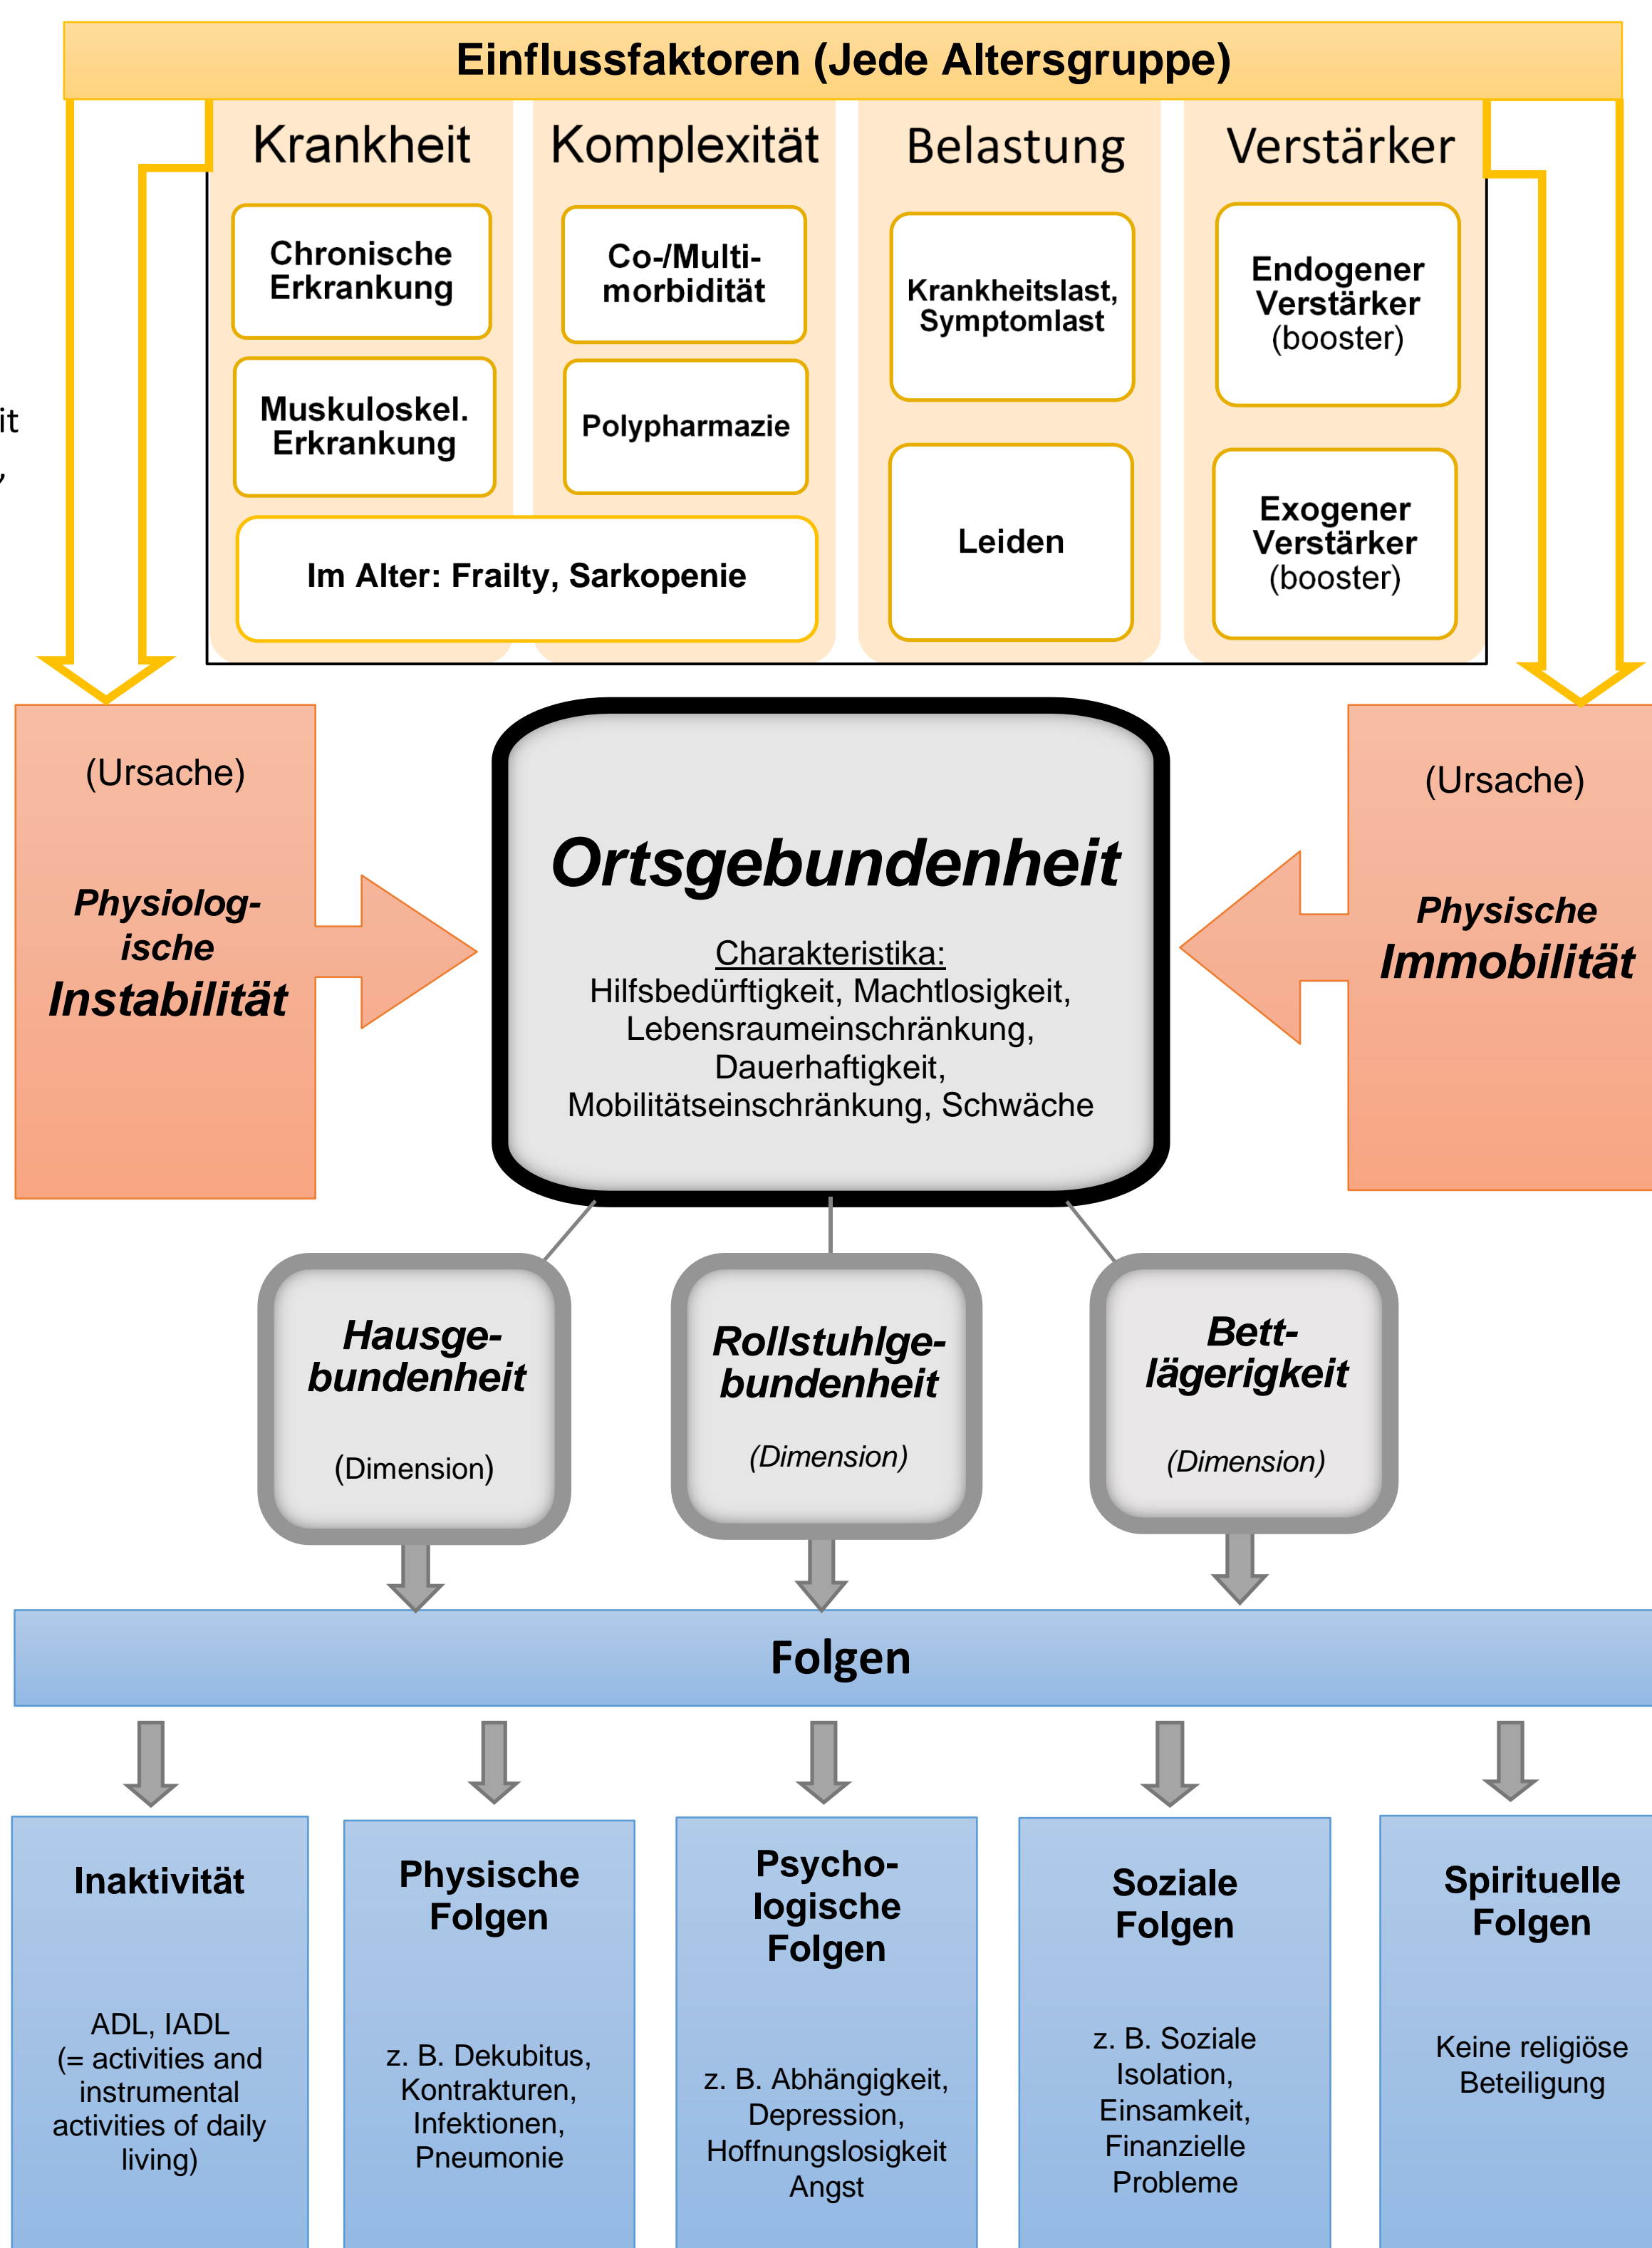 Einflussfaktoren (Jede Altersgruppe)
Krankheit
Chronische
Erkrankung
Muskuloskel.
Erkrankung
Komplexität
Co-/Multi-
morbidität
Polypharmazie
Im Alter: Frailty, Sarkopenie
Belastung
Krankheitslast,
Symptomlast
Leiden
Verstärker
Endogener
Verstärker
(booster)
Exogener
Verstärker
(booster)
it
,
(Ursache)
Physiolog-
ische
Instabilität
Ortsgebundenheit
Charakteristika:
Hilfsbedürftigkeit, Machtlosigkeit,
Lebensraumeinschränkung,
Dauerhaftigkeit,
Mobilitätseinschränkung, Schwäche
(Ursache)
Physische
Immobilität
Hausge-
bundenheit
(Dimension)
Rollstuhlge-
bundenheit
(Dimension)
Bett-
lägerigkeit
(Dimension)
Folgen
Inaktivität
ADL, IADL
(= activities and
instrumental
activities of daily
living)
Physische
Folgen
z. B. Dekubitus,
Kontrakturen,
Infektionen,
Pneumonie
Psycho-
logische
Folgen
z. B. Abhängigkeit,
Depression,
Hoffnungslosigkeit
Angst
Soziale
Folgen
z. B. Soziale
Isolation,
Einsamkeit,
Finanzielle
Probleme
Spirituelle
Folgen
Keine religiöse
Beteiligung